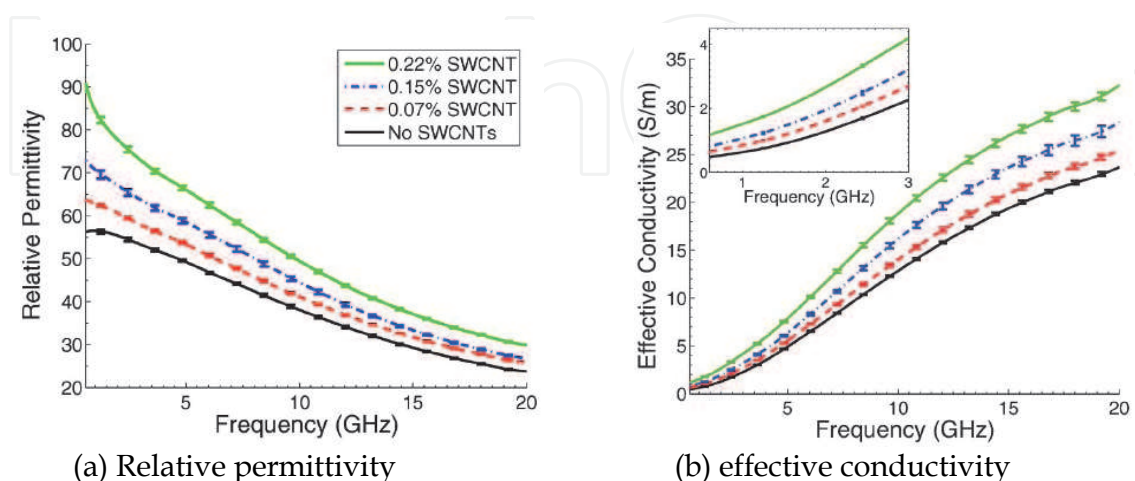 100
90
80
70
60
50
40
30
20
Relative Permittivity
0.22% SWCNT
0.15% SWCNT
0.07% SWCNT
No SWCNTs
5
10
15
20
Frequency (GHz)
(a) Relative permittivity
35
30
25
20
15
10
5
0
Effective Conductivity (S/m)
4
2
0
1
2
3
Frequency (GHz)
5
10
15
20
Frequency (GHz)
(b) effective conductivity